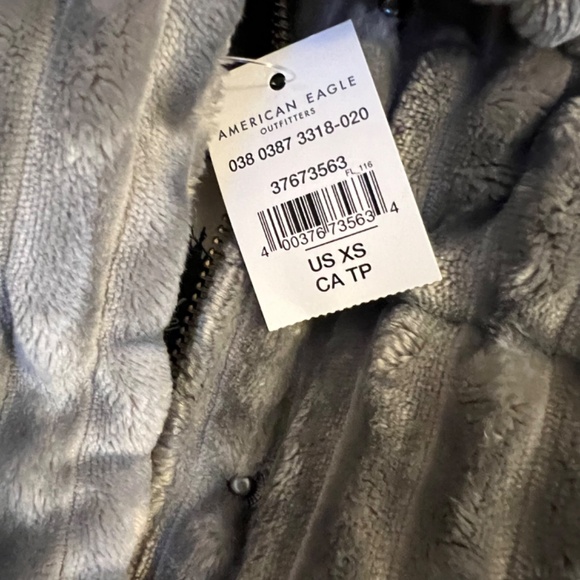 AMERICAN EAGLE
OUTFITTERS
038 0387 3318-020
37673563
FL_116
4 00376 73563 4
US XS
CA TP